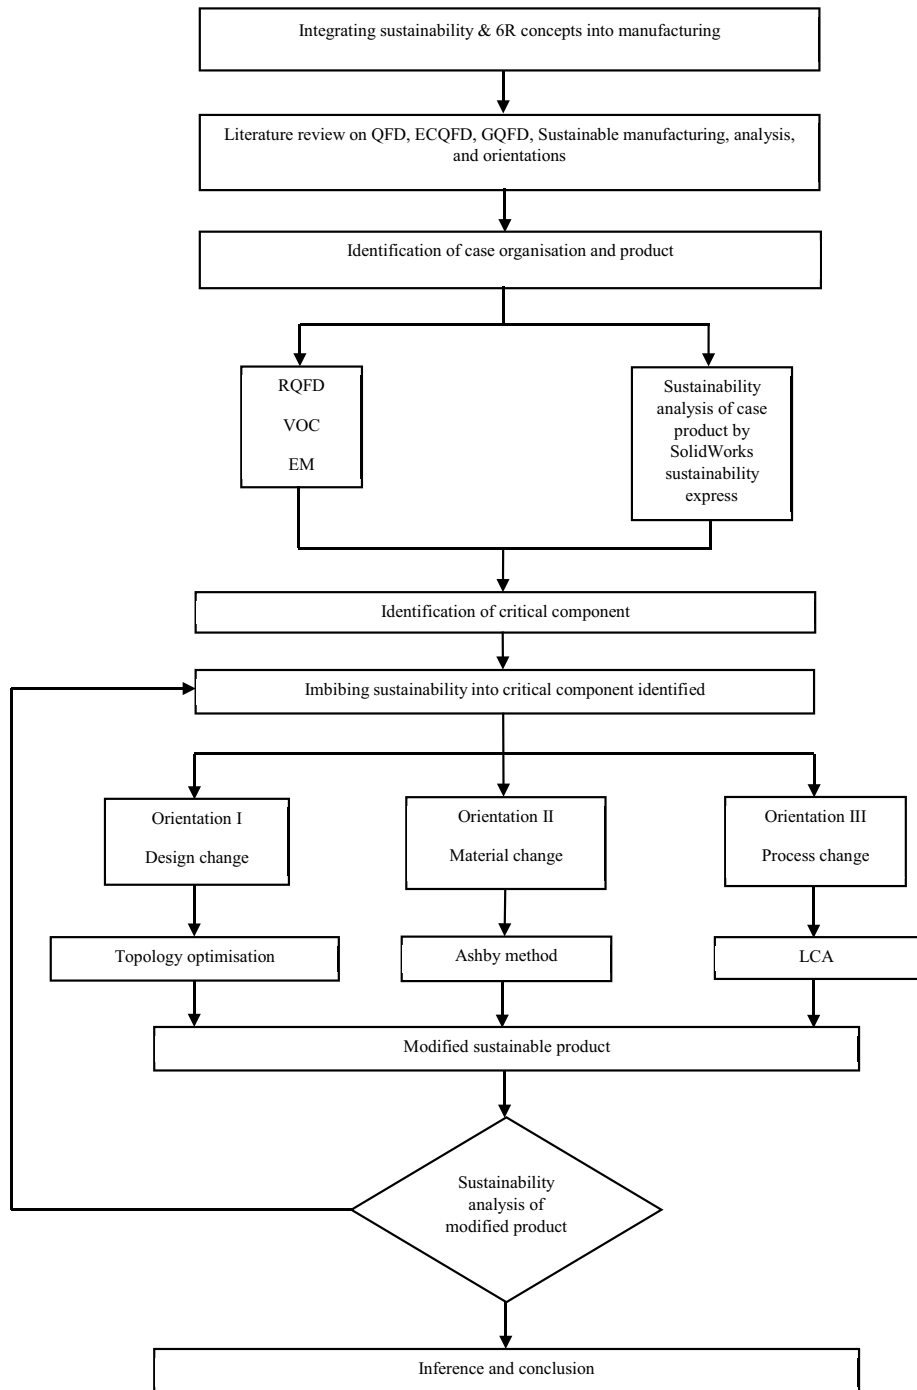 Integrating sustainability & 6R concepts into manufacturing
Literature review on QFD, ECQFD, GQFD, Sustainable manufacturing, analysis,
and orientations
Identification of case organisation and product
RQFD
VOC
EM
Sustainability
analysis of case
product by
SolidWorks
sustainability
express
Identification of critical component
Imbibing sustainability into critical component identified
Orientation I
Design change
Orientation II
Material change
Orientation III
Process change
Topology optimisation
Ashby method
LCA
Modified sustainable product
Sustainability
analysis of
modified product
Inference and conclusion